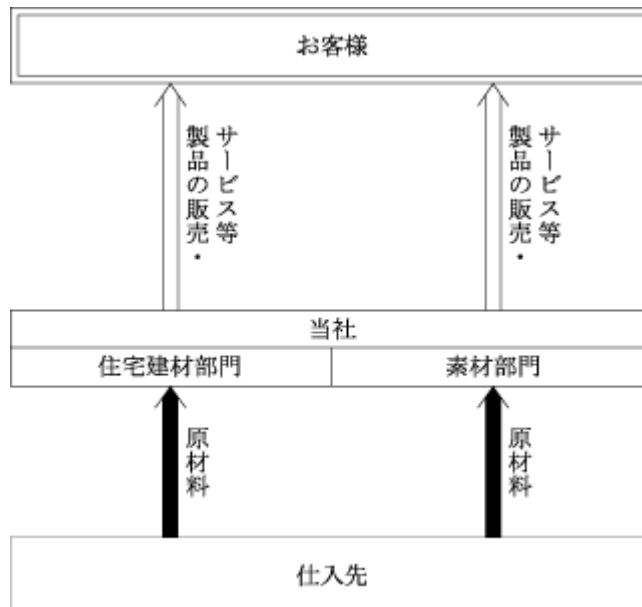 お客様
サービス等
製品の販売・
サービス等
製品の販売・
当社
住宅建材部門
素材部門
原材料
原材料
仕入先